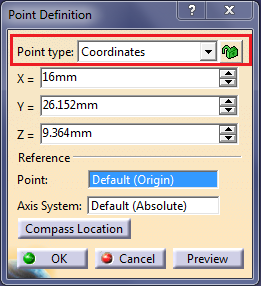 Point Definition
Point type: Coordinates
X = 16mm
Y = 26.152mm
Z = 9.364mm
Reference
Point: Default (Origin)
Axis System: Default (Absolute)
Compass Location
OK Cancel Preview